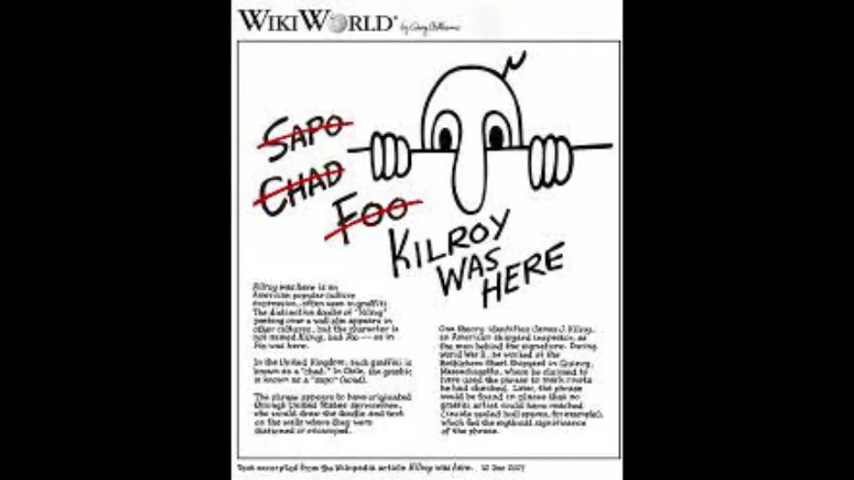 WIKIWORLD
by Greg Williams
SAPO
CHAD
FOO
KILROY
WAS
HERE
Kilroy was here is an
American popular culture
expression, often seen in graffiti.
The distinctive doodle of "Kilroy"
peeking over a wall also appears in
other cultures, but the character is
not named Kilroy, but Foo — as in
Foo was here.
In the United Kingdom, such graffiti is
known as a "chad." In Chile, the graphic
is known as a "sapo" (toad).
The phrase appears to have originated
through United States servicemen,
who would draw the doodle and text
on the walls where they were
stationed or encamped.
One theory identifies James J. Kilroy,
an American shipyard inspector, as
the man behind the signature. During
World War II, he worked at the
Bethlehem Steel Shipyard in Quincy,
Massachusetts, where he claimed to
have used the phrase to mark rivets
he had checked. Later, the phrase
would be found in places that no
graffiti artist could have reached
(inside sealed hull spaces, for example),
which fed the mythical significance
of the phrase.
Text excerpted from the Wikipedia article Kilroy was here. 12 Dec 2007